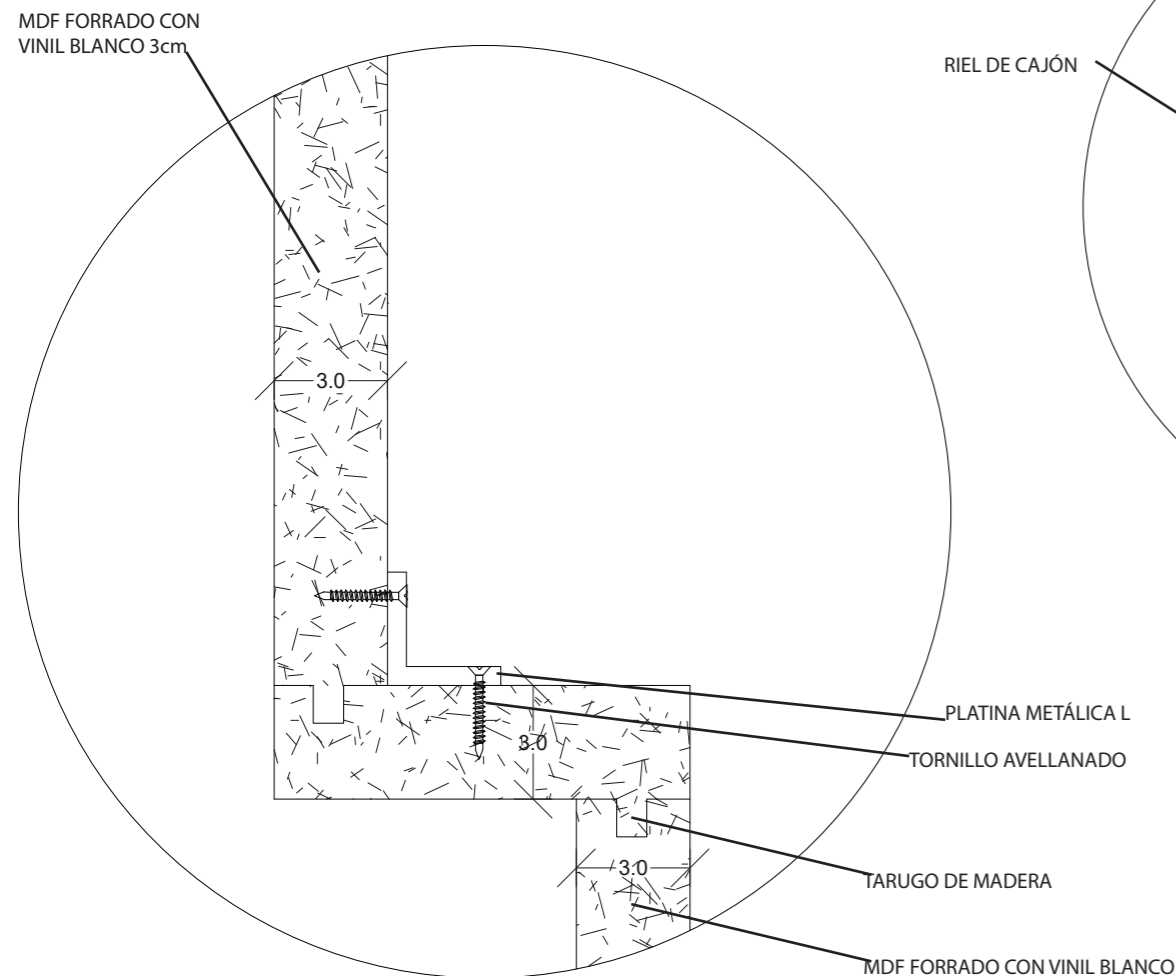 MDF FORRADO CON
VINIL BLANCO 3cm
RIEL DE CAJÓN
3.0
PLATINA METÁLICA L
3.0
TORNILLO AVELLANADO
3.0
TARUGO DE MADERA
MDF FORRADO CON VINIL BLANCO